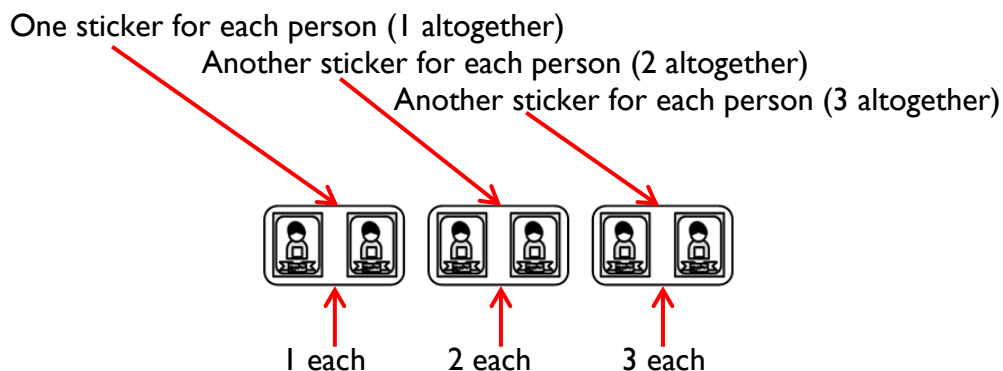 One sticker for each person (1 altogether)
Another sticker for each person (2 altogether)
Another sticker for each person (3 altogether)
1 each
2 each
3 each